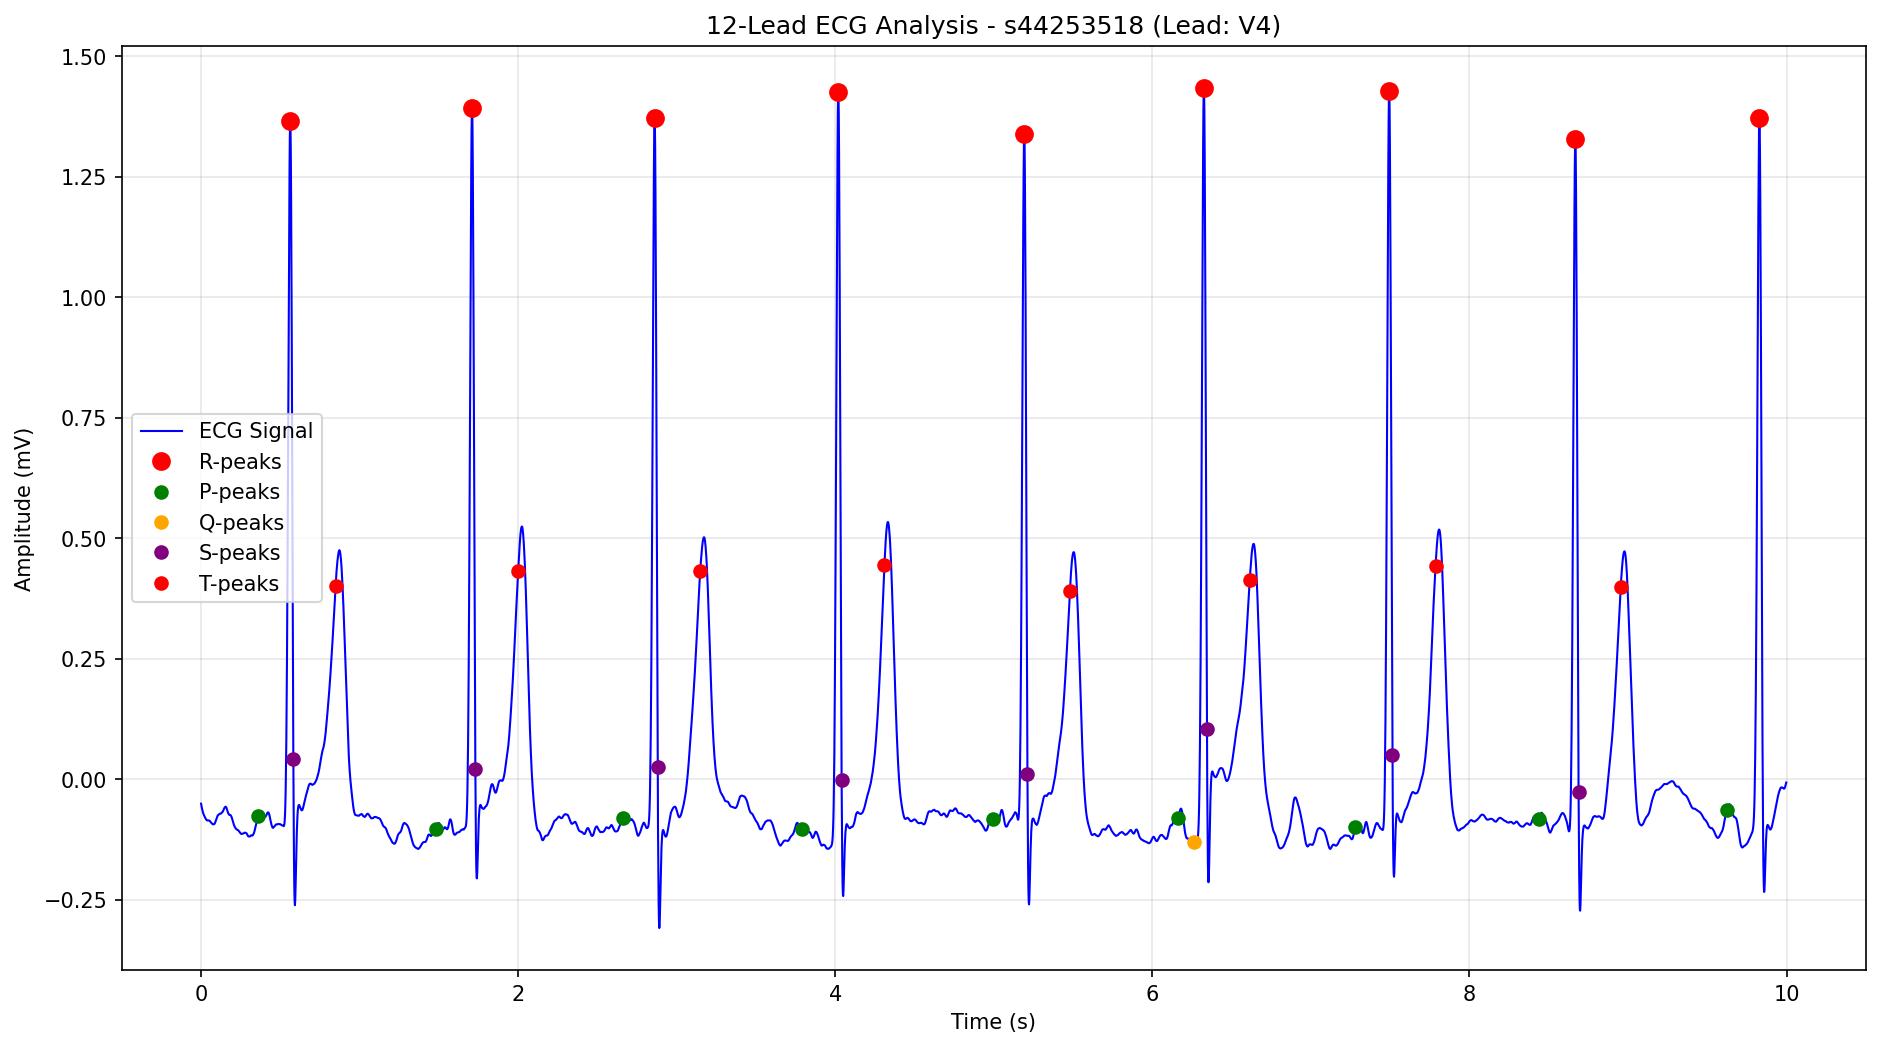 12-Lead ECG Analysis - s44253518 (Lead: V4)
1.50
1.25
1.00
0.75
0.50
0.25
0.00
−0.25
Amplitude (mV)
ECG Signal
R-peaks
P-peaks
Q-peaks
S-peaks
T-peaks
0 2 4 6 8 10
Time (s)